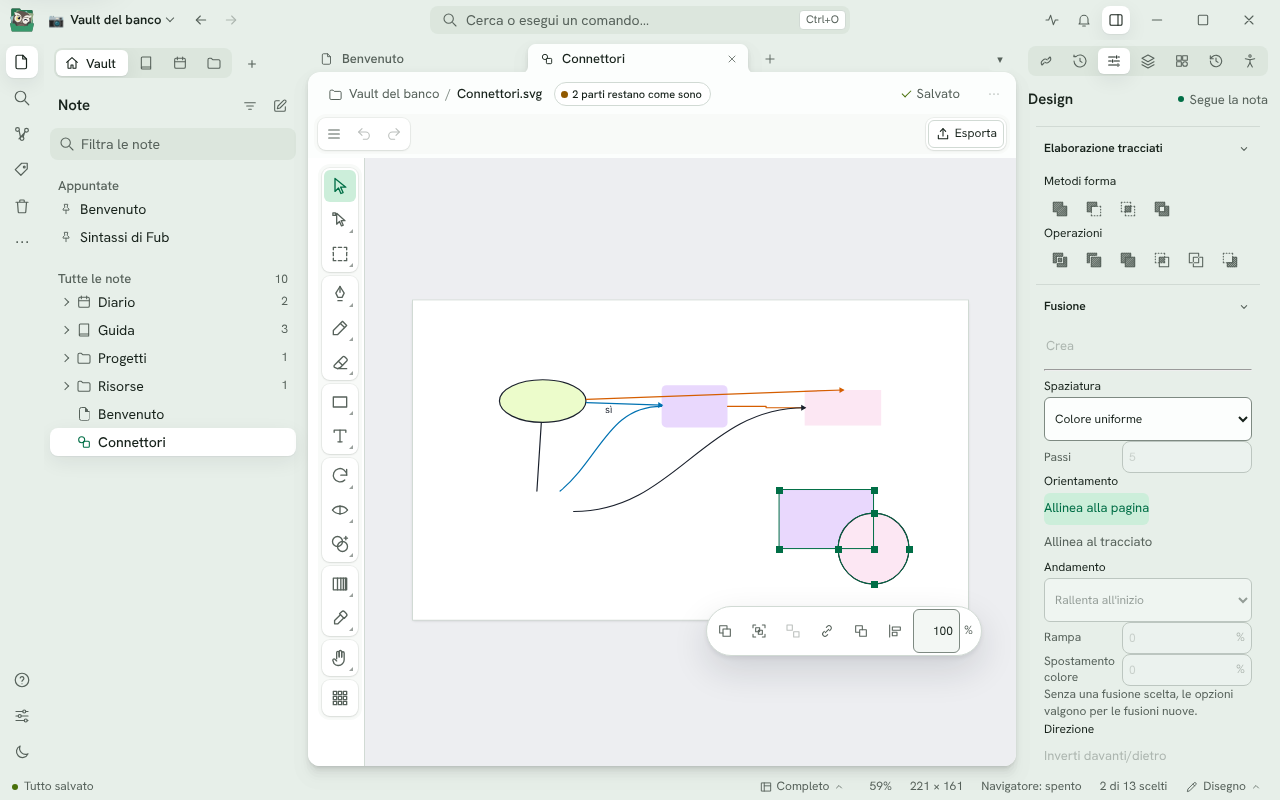 Vault del banco
Cerca o esegui un comando...
Ctrl+O
Vault
Benvenuto
Connettori
Note
Filtra le note
Appuntate
Benvenuto
Sintassi di Fub
Tutte le note
10
Diario
2
Guida
3
Progetti
1
Risorse
1
Benvenuto
Connettori
Vault del banco / Connettori.svg
2 parti restano come sono
Salvato
Esporta
sì
100 %
Design
Segue la nota
Elaborazione tracciati
Metodi forma
Operazioni
Fusione
Crea
Spaziatura
Colore uniforme
Passi
5
Orientamento
Allinea alla pagina
Allinea al tracciato
Andamento
Rallenta all'inizio
Rampa
0 %
Spostamento colore
0 %
Senza una fusione scelta, le opzioni
valgono per le fusioni nuove.
Direzione
Inverti davanti/dietro
Tutto salvato
Completo
59%
221 × 161
Navigatore: spento
2 di 13 scelti
Disegno